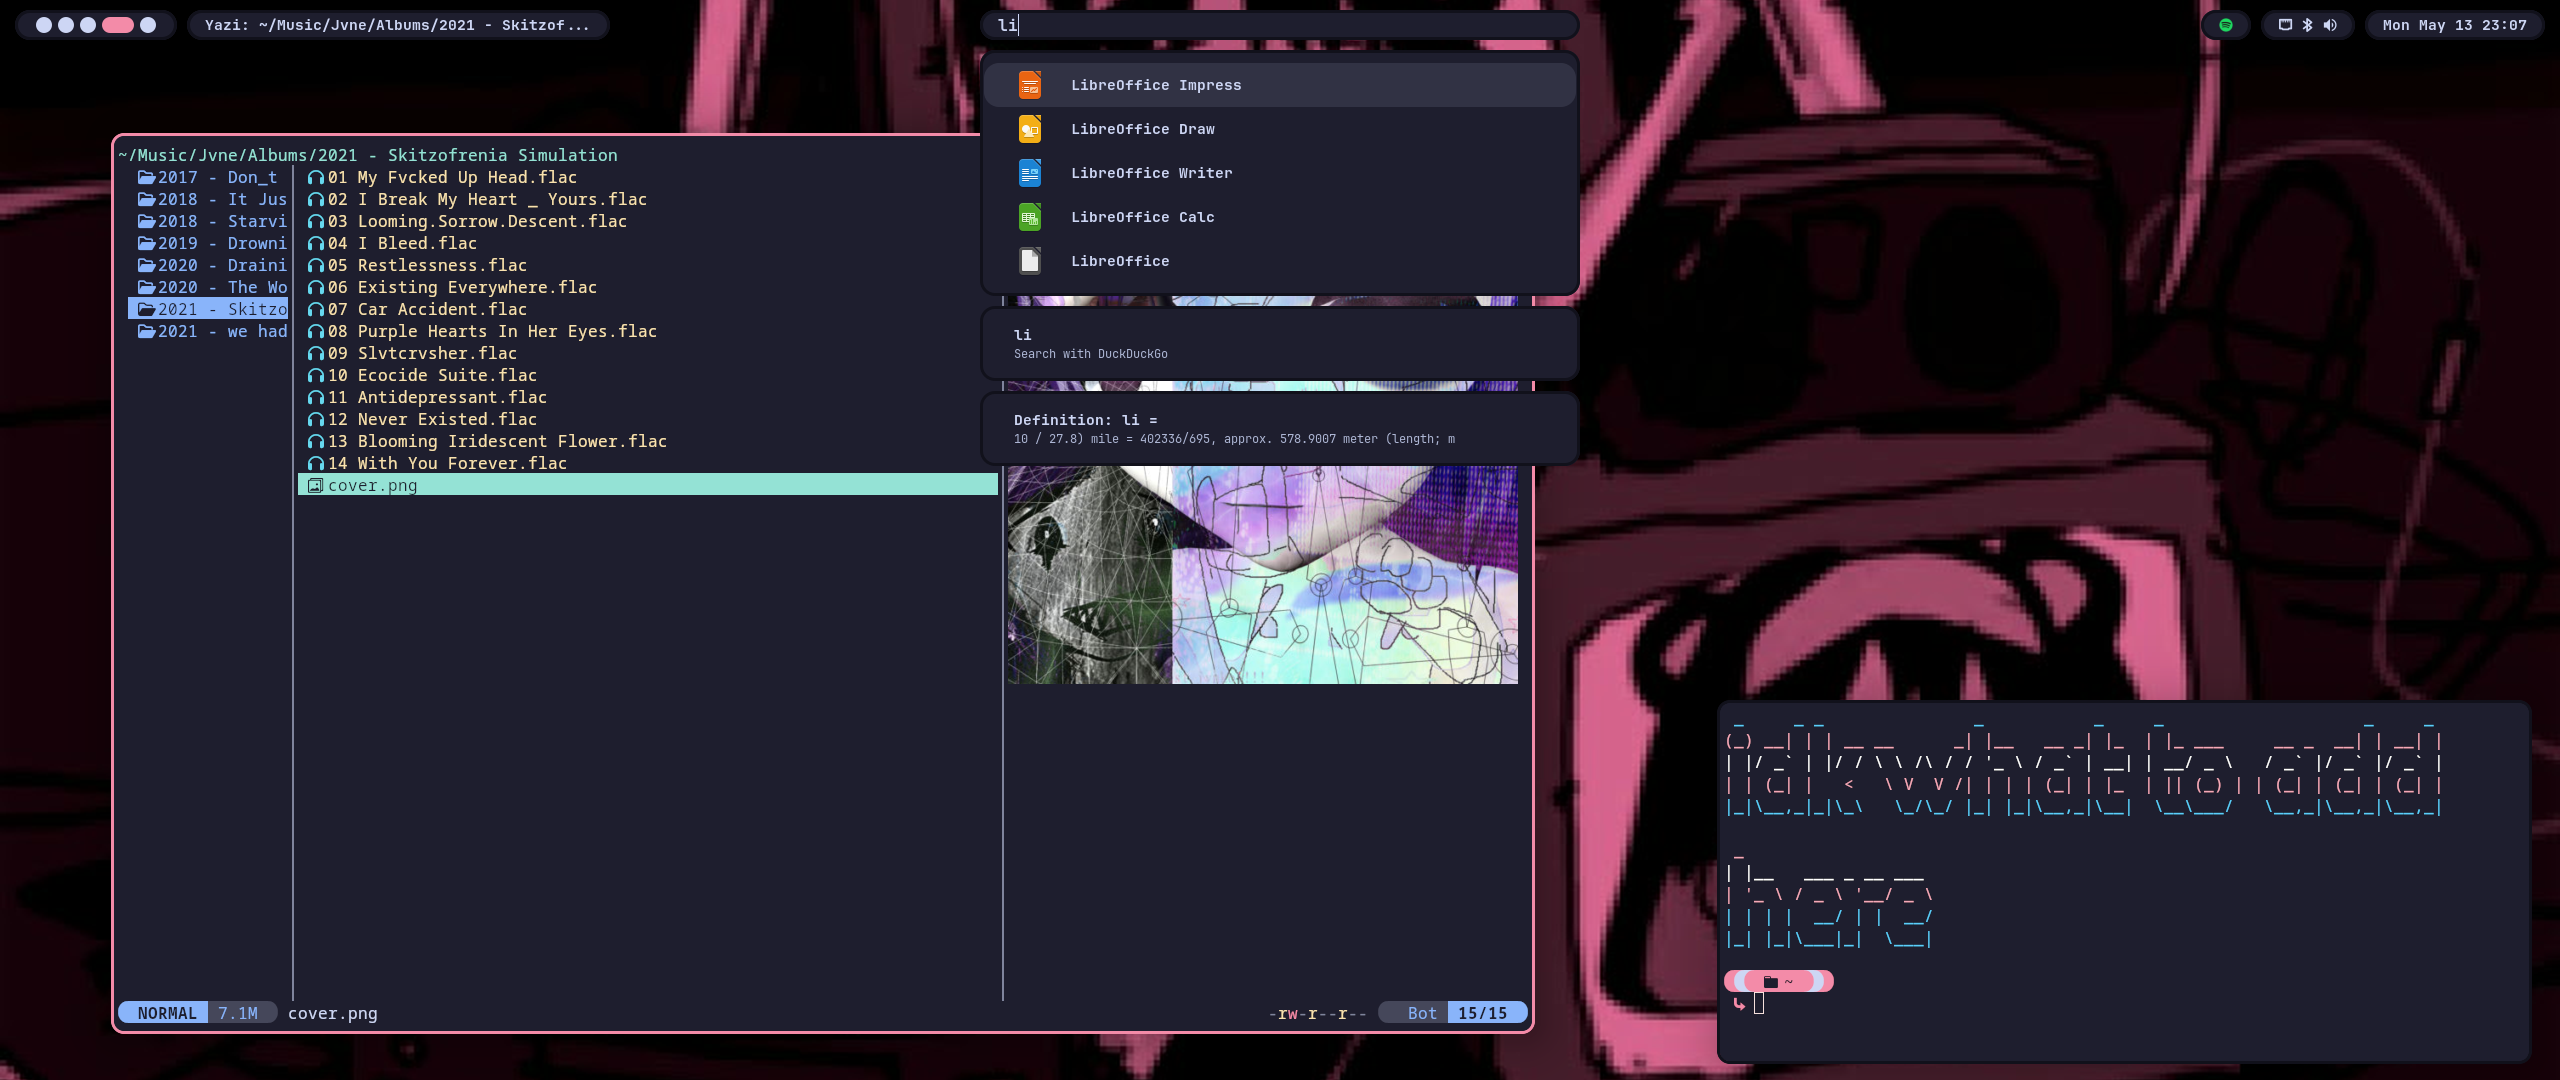 Yazi: ~/Music/Jvne/Albums/2021 - Skitzof...
li
Mon May 13 23:07
LibreOffice Impress
LibreOffice Draw
LibreOffice Writer
LibreOffice Calc
LibreOffice
li
Search with DuckDuckGo
Definition: li =
10 / 27.8) mile = 402336/695, approx. 578.9007 meter (length; m
~/Music/Jvne/Albums/2021 - Skitzofrenia Simulation
2017 - Don_t
2018 - It Jus
2018 - Starvi
2019 - Drowni
2020 - Draini
2020 - The Wo
2021 - Skitzo
2021 - we had
01 My Fvcked Up Head.flac
02 I Break My Heart _ Yours.flac
03 Looming.Sorrow.Descent.flac
04 I Bleed.flac
05 Restlessness.flac
06 Existing Everywhere.flac
07 Car Accident.flac
08 Purple Hearts In Her Eyes.flac
09 Slvtcrvsher.flac
10 Ecocide Suite.flac
11 Antidepressant.flac
12 Never Existed.flac
13 Blooming Iridescent Flower.flac
14 With You Forever.flac
cover.png
NORMAL 7.1M cover.png
-rw-r--r-- Bot 15/15
idk what to add
here
~